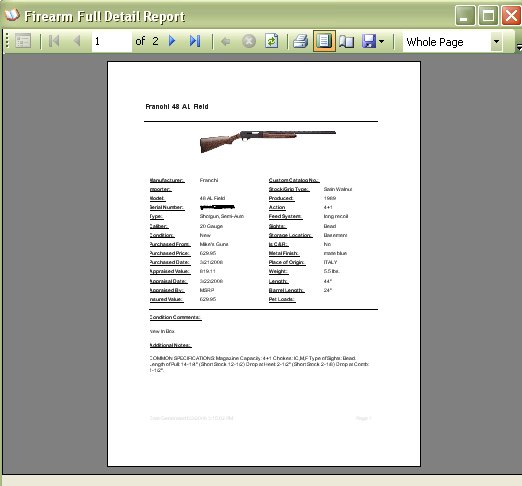 Firearm Full Detail Report
1 of 2 Whole Page
Franchi 48 AL Field
Manufacturer: Franchi Custom Catalog No.:
Importer: Stock/Grip Type: Satin Walnut
Model: 48 AL Field Produced: 1989
Serial Number: Action 4+1
Type: Shotgun, Semi-Auto Feed System: long recoil
Caliber: 20 Gauge Sights: Bead
Condition: New Storage Location: Basement
Purchased From: Mike's Guns Is C&R: No
Purchased Price: 629.95 Metal Finish: matte blue
Purchased Date: 3/21/2008 Place of Origin: ITALY
Appraised Value: 819.11 Weight: 5.5 lbs.
Appraisal Date: 3/22/2008 Length: 44"
Appraised By: MSRP Barrel Length: 24"
Insured Value: 629.95 Pet Loads:
Condition Comments:
New In Box
Additional Notes:
COMMON SPECIFICATIONS: Magazine Capacity: 4+1 Chokes: IC,M,F Type of Sights: Bead.
Length of Pull: 14-1/4" (Short Stock 12-1/2) Drop at Heel: 2-1/2" (Short Stock 2-1/8) Drop at Comb:
1-1/2".
Page 1